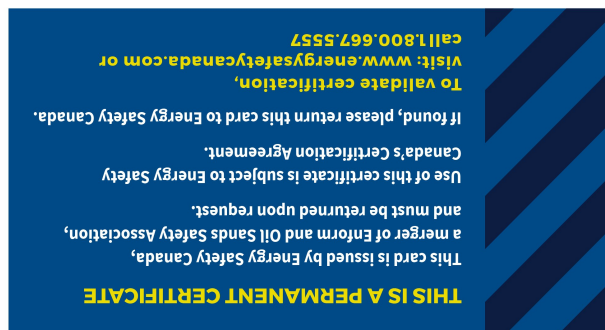 THIS IS A PERMANENT CERTIFICATE
This card is issued by Energy Safety Canada,
a merger of Enform and Oil Sands Safety Association,
and must be returned upon request.
Use of this certificate is subject to Energy Safety
Canada's Certification Agreement.
If found, please return this card to Energy Safety Canada.
To validate certification,
visit: www.energysafetycanada.com or
call 1.800.667.5557